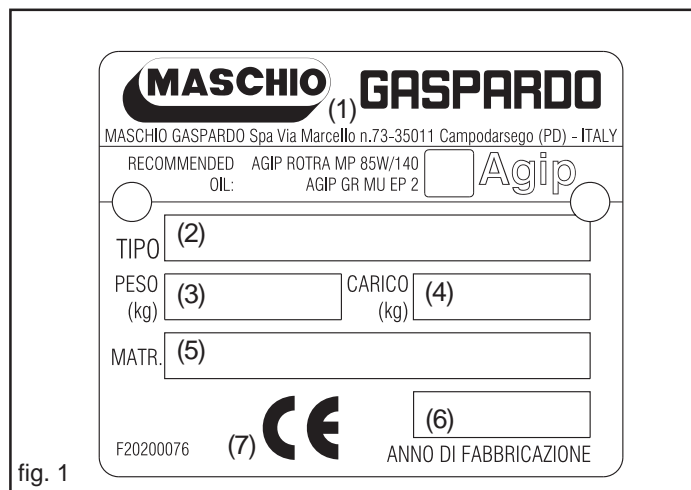 MASCHIO (1) GASPARDO
MASCHIO GASPARDO Spa Via Marcello n.73-35011 Campodarsego (PD) - ITALY
RECOMMENDED OIL: AGIP ROTRA MP 85W/140
AGIP GR MU EP 2
Agip
TIPO (2)
PESO (kg) (3) CARICO (kg) (4)
MATR. (5)
F20200076 (7) CE (6)
ANNO DI FABBRICAZIONE
fig. 1